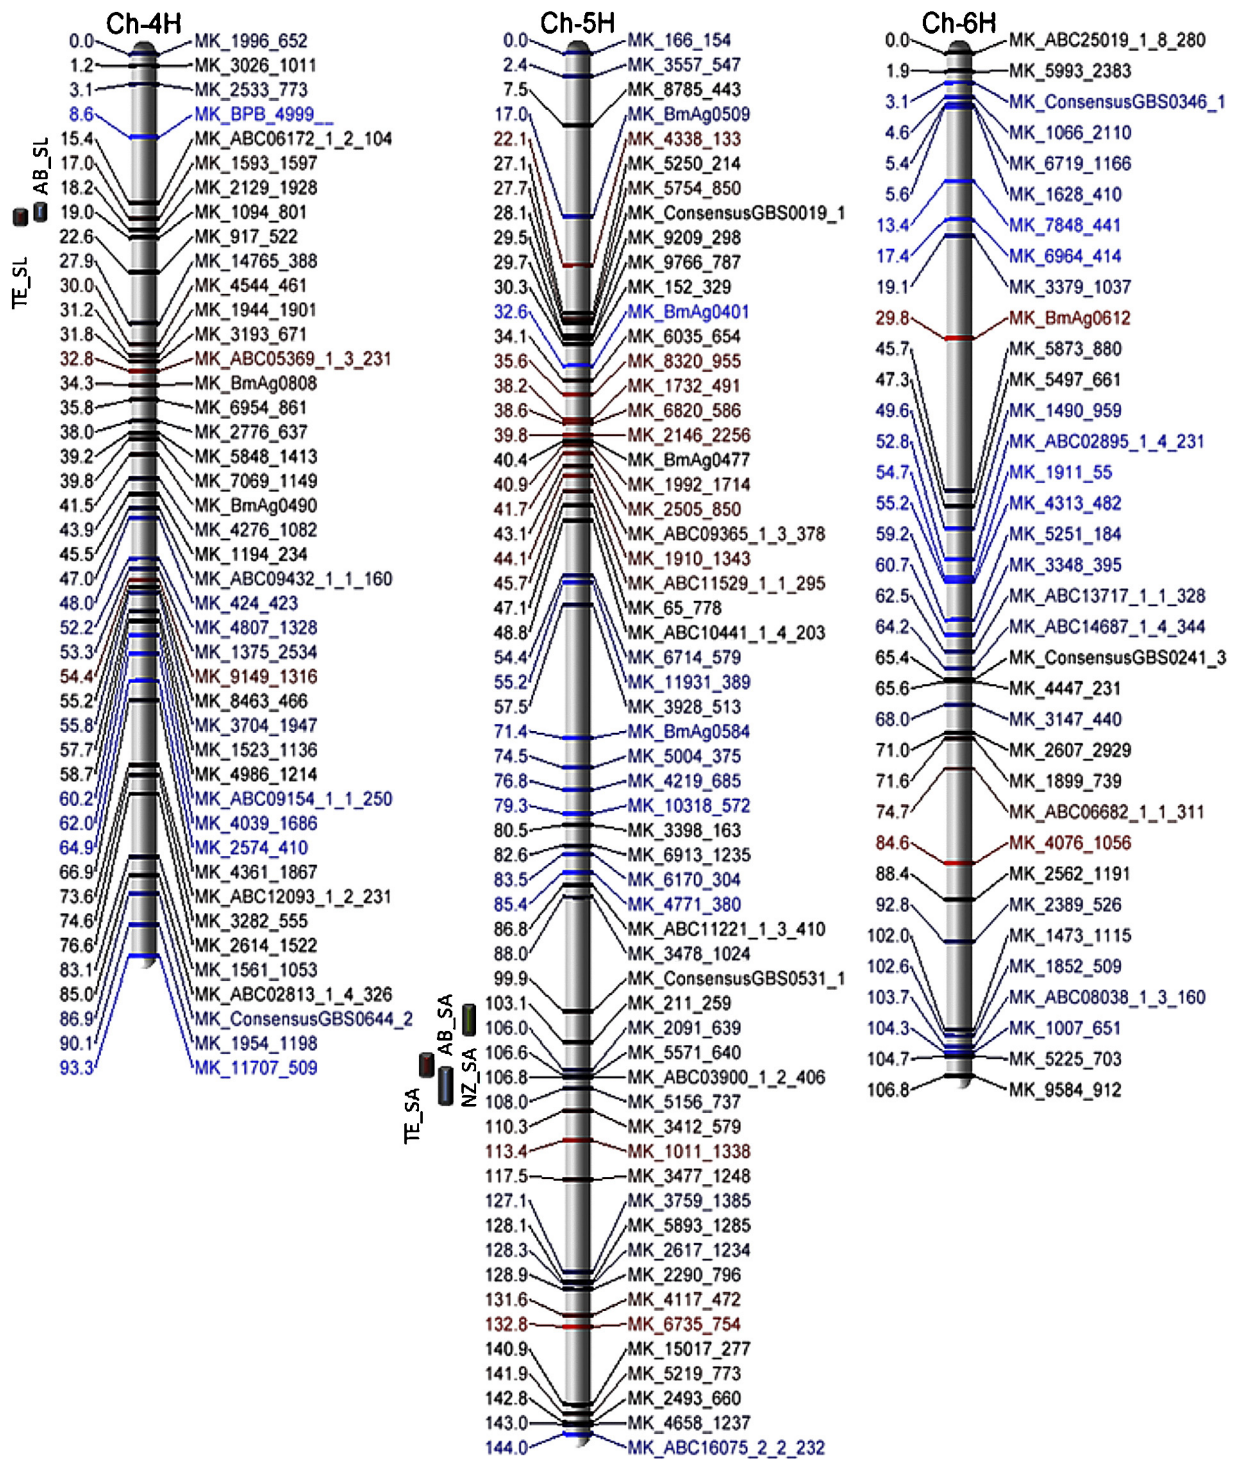 Ch-4H
0.0 MK_1996_652
1.2 MK_3026_1011
3.1 MK_2533_773
8.6 MK_BPB_4999__
15.4 MK_ABC06172_1_2_104
17.0 MK_1593_1597
18.2 MK_2129_1928
19.0 MK_1094_801
22.6 MK_917_522
27.9 MK_14765_388
30.0 MK_4544_461
31.2 MK_1944_1901
31.8 MK_3193_671
32.8 MK_ABC05369_1_3_231
34.3 MK_BmAg0808
35.8 MK_6954_861
38.0 MK_2776_637
39.2 MK_5848_1413
39.8 MK_7069_1149
41.5 MK_BmAg0490
43.9 MK_4276_1082
45.5 MK_1194_234
47.0 MK_ABC09432_1_1_160
48.0 MK_424_423
52.2 MK_4807_1328
53.3 MK_1375_2534
54.4 MK_9149_1316
55.2 MK_8463_466
55.8 MK_3704_1947
57.7 MK_1523_1136
58.7 MK_4986_1214
60.2 MK_ABC09154_1_1_250
62.0 MK_4039_1686
64.9 MK_2574_410
66.9 MK_4361_1867
73.6 MK_ABC12093_1_2_231
74.6 MK_3282_555
76.6 MK_2614_1522
83.1 MK_1561_1053
85.0 MK_ABC02813_1_4_326
86.9 MK_ConsensusGBS0644_2
90.1 MK_1954_1198
93.3 MK_11707_509
AB_SL
TE_SL
Ch-5H
0.0 MK_166_154
2.4 MK_3557_547
7.5 MK_8785_443
17.0 MK_BmAg0509
22.1 MK_4338_133
27.1 MK_5250_214
27.7 MK_5754_850
28.1 MK_ConsensusGBS0019_1
29.5 MK_9209_298
29.7 MK_9766_787
30.3 MK_152_329
32.6 MK_BmAg0401
34.1 MK_6035_654
35.6 MK_8320_955
38.2 MK_1732_491
38.6 MK_6820_586
39.8 MK_2146_2256
40.4 MK_BmAg0477
40.9 MK_1992_1714
41.7 MK_2505_850
43.1 MK_ABC09365_1_3_378
44.1 MK_1910_1343
45.7 MK_ABC11529_1_1_295
47.1 MK_65_778
48.8 MK_ABC10441_1_4_203
54.4 MK_6714_579
55.2 MK_11931_389
57.5 MK_3928_513
71.4 MK_BmAg0584
74.5 MK_5004_375
76.8 MK_4219_685
79.3 MK_10318_572
80.5 MK_3398_163
82.6 MK_6913_1235
83.5 MK_6170_304
85.4 MK_4771_380
86.8 MK_ABC11221_1_3_410
88.0 MK_3478_1024
99.9 MK_ConsensusGBS0531_1
103.1 MK_211_259
106.0 MK_2091_639
106.6 MK_5571_640
106.8 MK_ABC03900_1_2_406
108.0 MK_5156_737
110.3 MK_3412_579
113.4 MK_1011_1338
117.5 MK_3477_1248
127.1 MK_3759_1385
128.1 MK_5893_1285
128.3 MK_2617_1234
128.9 MK_2290_796
131.6 MK_4117_472
132.8 MK_6735_754
140.9 MK_15017_277
141.9 MK_5219_773
142.8 MK_2493_660
143.0 MK_4658_1237
144.0 MK_ABC16075_2_2_232
AB_SA
NZ_SA
TE_SA
Ch-6H
0.0 MK_ABC25019_1_8_280
1.9 MK_5993_2383
3.1 MK_ConsensusGBS0346_1
4.6 MK_1066_2110
5.4 MK_6719_1166
5.6 MK_1628_410
13.4 MK_7848_441
17.4 MK_6964_414
19.1 MK_3379_1037
29.8 MK_BmAg0612
45.7 MK_5873_880
47.3 MK_5497_661
49.6 MK_1490_959
52.8 MK_ABC02895_1_4_231
54.7 MK_1911_55
55.2 MK_4313_482
59.2 MK_5251_184
60.7 MK_3348_395
62.5 MK_ABC13717_1_1_328
64.2 MK_ABC14687_1_4_344
65.4 MK_ConsensusGBS0241_3
65.6 MK_4447_231
68.0 MK_3147_440
71.0 MK_2607_2929
71.6 MK_1899_739
74.7 MK_ABC06682_1_1_311
84.6 MK_4076_1056
88.4 MK_2562_1191
92.8 MK_2389_526
102.0 MK_1473_1115
102.6 MK_1852_509
103.7 MK_ABC08038_1_3_160
104.3 MK_1007_651
104.7 MK_5225_703
106.8 MK_9584_912